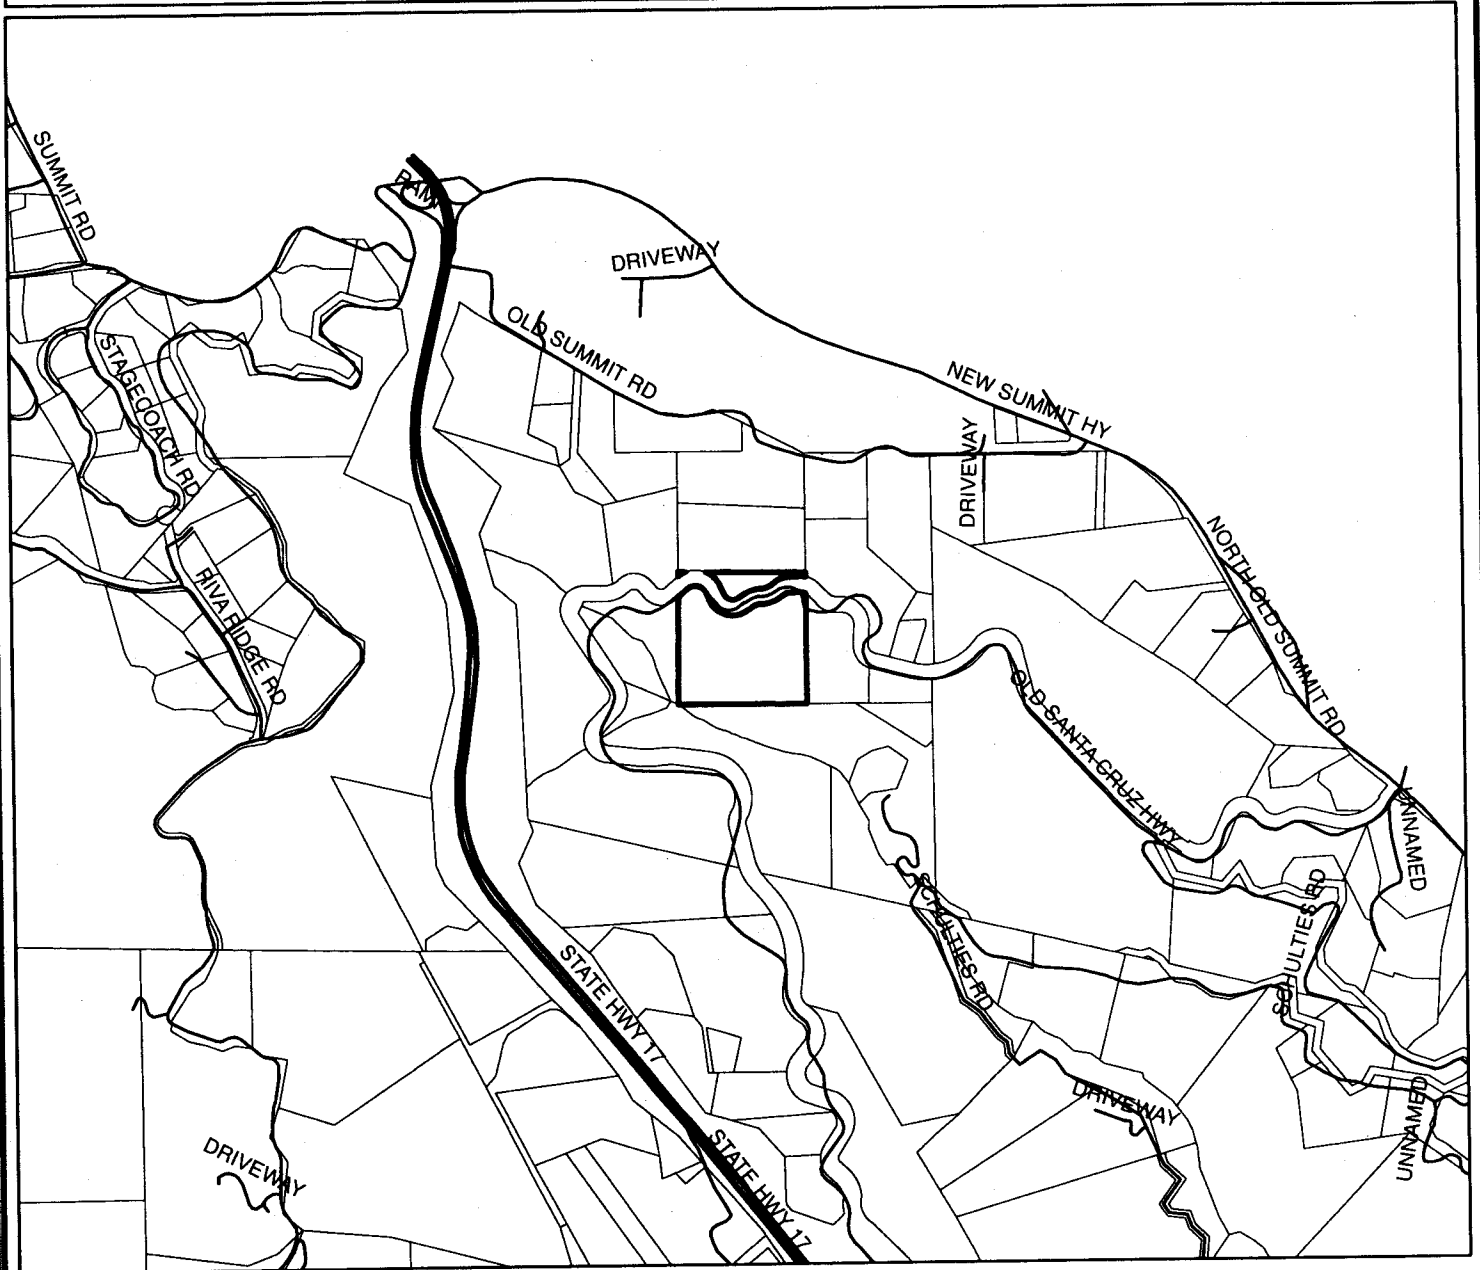 SUMMIT RD
RAMP
DRIVEWAY
OLD SUMMIT RD
NEW SUMMIT HY
STAGECOACH RD
DRIVEWAY
NORTH OLD SUMMIT RD
RIVA RIDGE RD
OLD SANTA CRUZ HWY
UNNAMED
SCHULTIES RD
SCHULTIES RD
STATE HWY 17
DRIVEWAY
UNNAMED
DRIVEWAY
STATE HWY 17